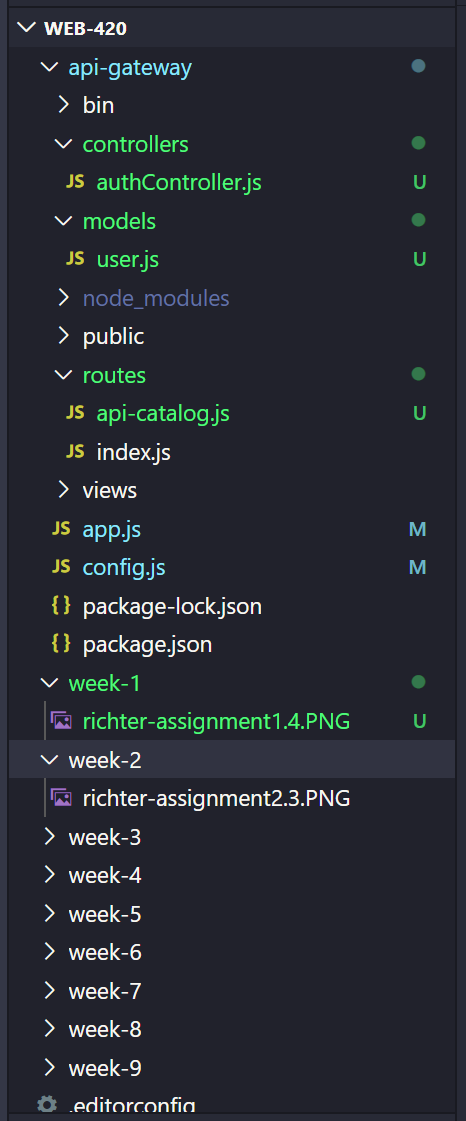 WEB-420
api-gateway
bin
controllers
JS authController.js U
models
JS user.js U
node_modules
public
routes
JS api-catalog.js U
JS index.js
views
JS app.js M
JS config.js M
{} package-lock.json
{} package.json
week-1
richter-assignment1.4.PNG U
week-2
richter-assignment2.3.PNG
week-3
week-4
week-5
week-6
week-7
week-8
week-9
.editorconfig